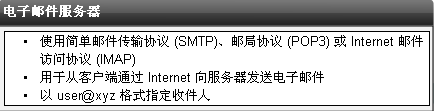 电子邮件服务器
• 使用简单邮件传输协议 (SMTP)、邮局协议 (POP3) 或 Internet 邮件
访问协议 (IMAP)
• 用于从客户端通过 Internet 向服务器发送电子邮件
• 以 user@xyz 格式指定收件人